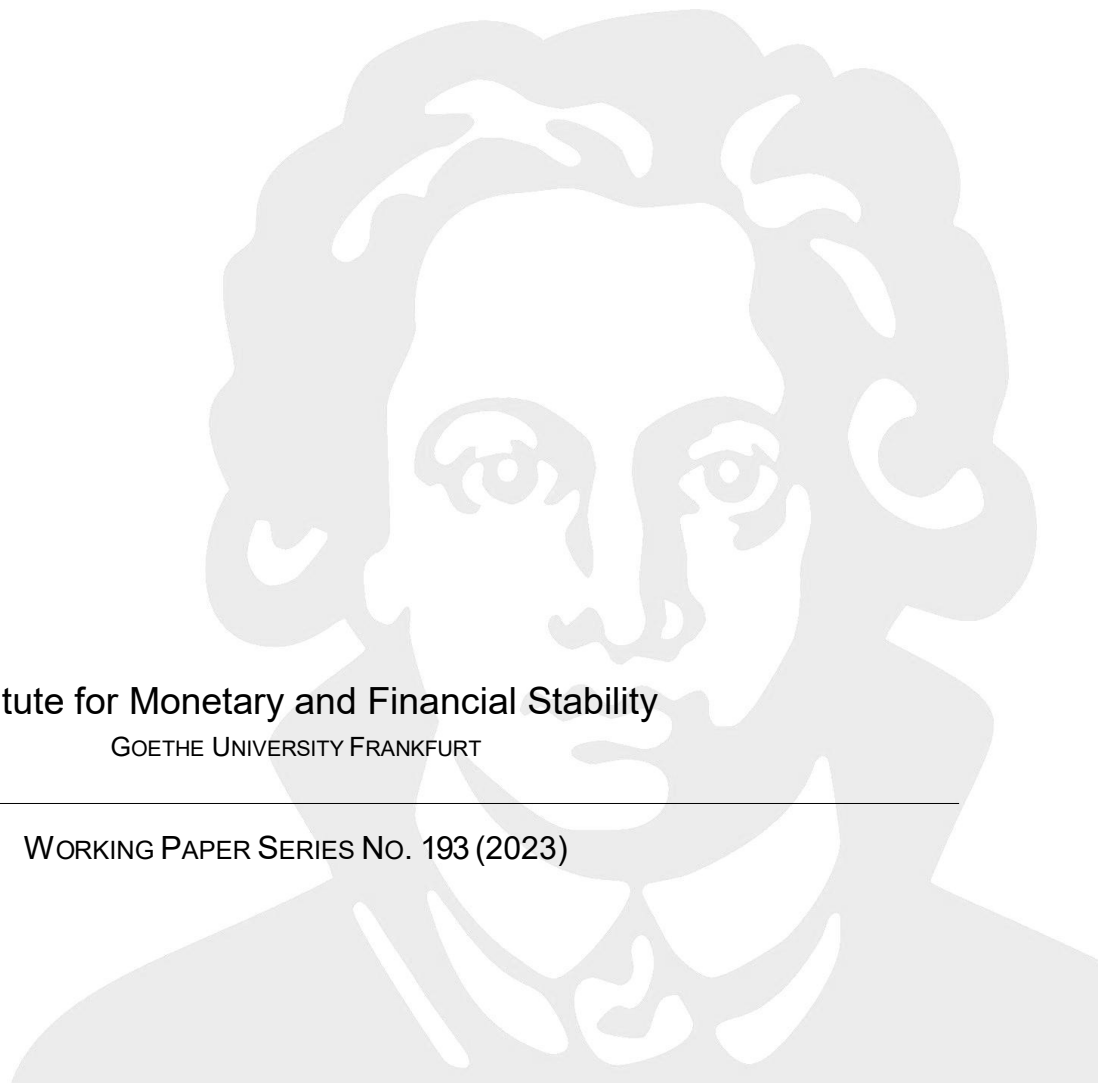 tute for Monetary and Financial Stability
GOETHE UNIVERSITY FRANKFURT
WORKING PAPER SERIES NO. 193 (2023)